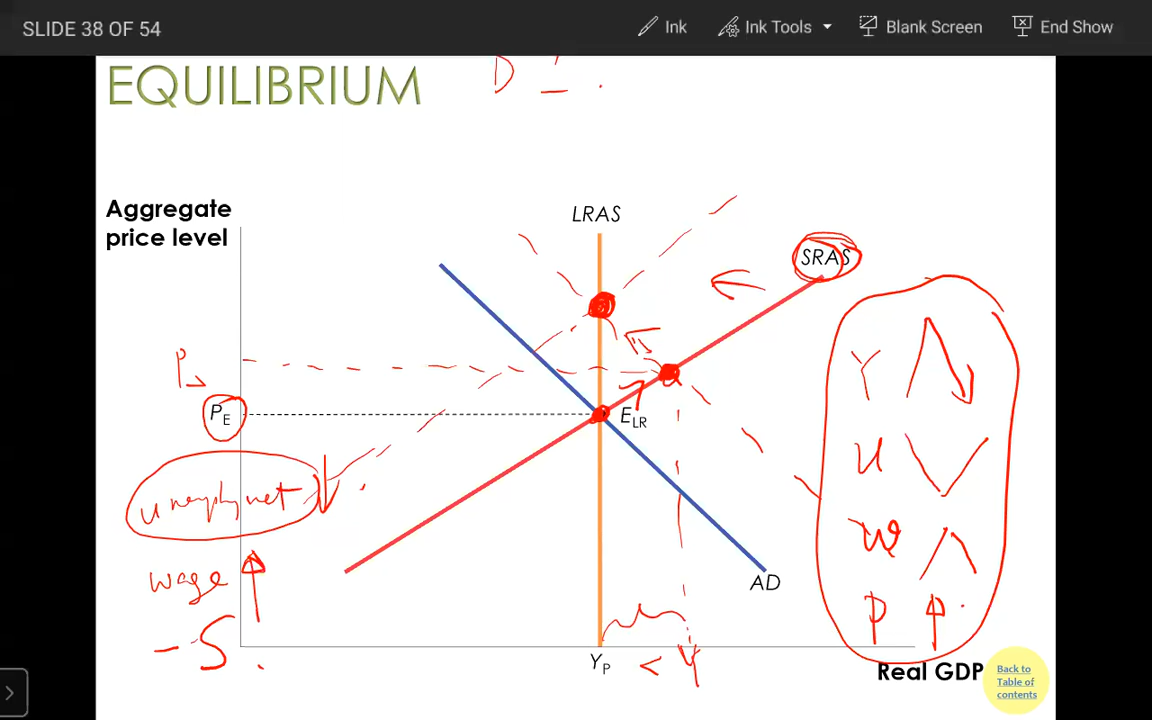 SLIDE 38 OF 54
Ink
Ink Tools
Blank Screen
End Show
EQUILIBRIUM
D
Aggregate
price level
LRAS
SRAS
P
PE
ELR
wage
-S
AD
YP
< Y
Real GDP
Y
u
W
P
Back to
Table of
contents